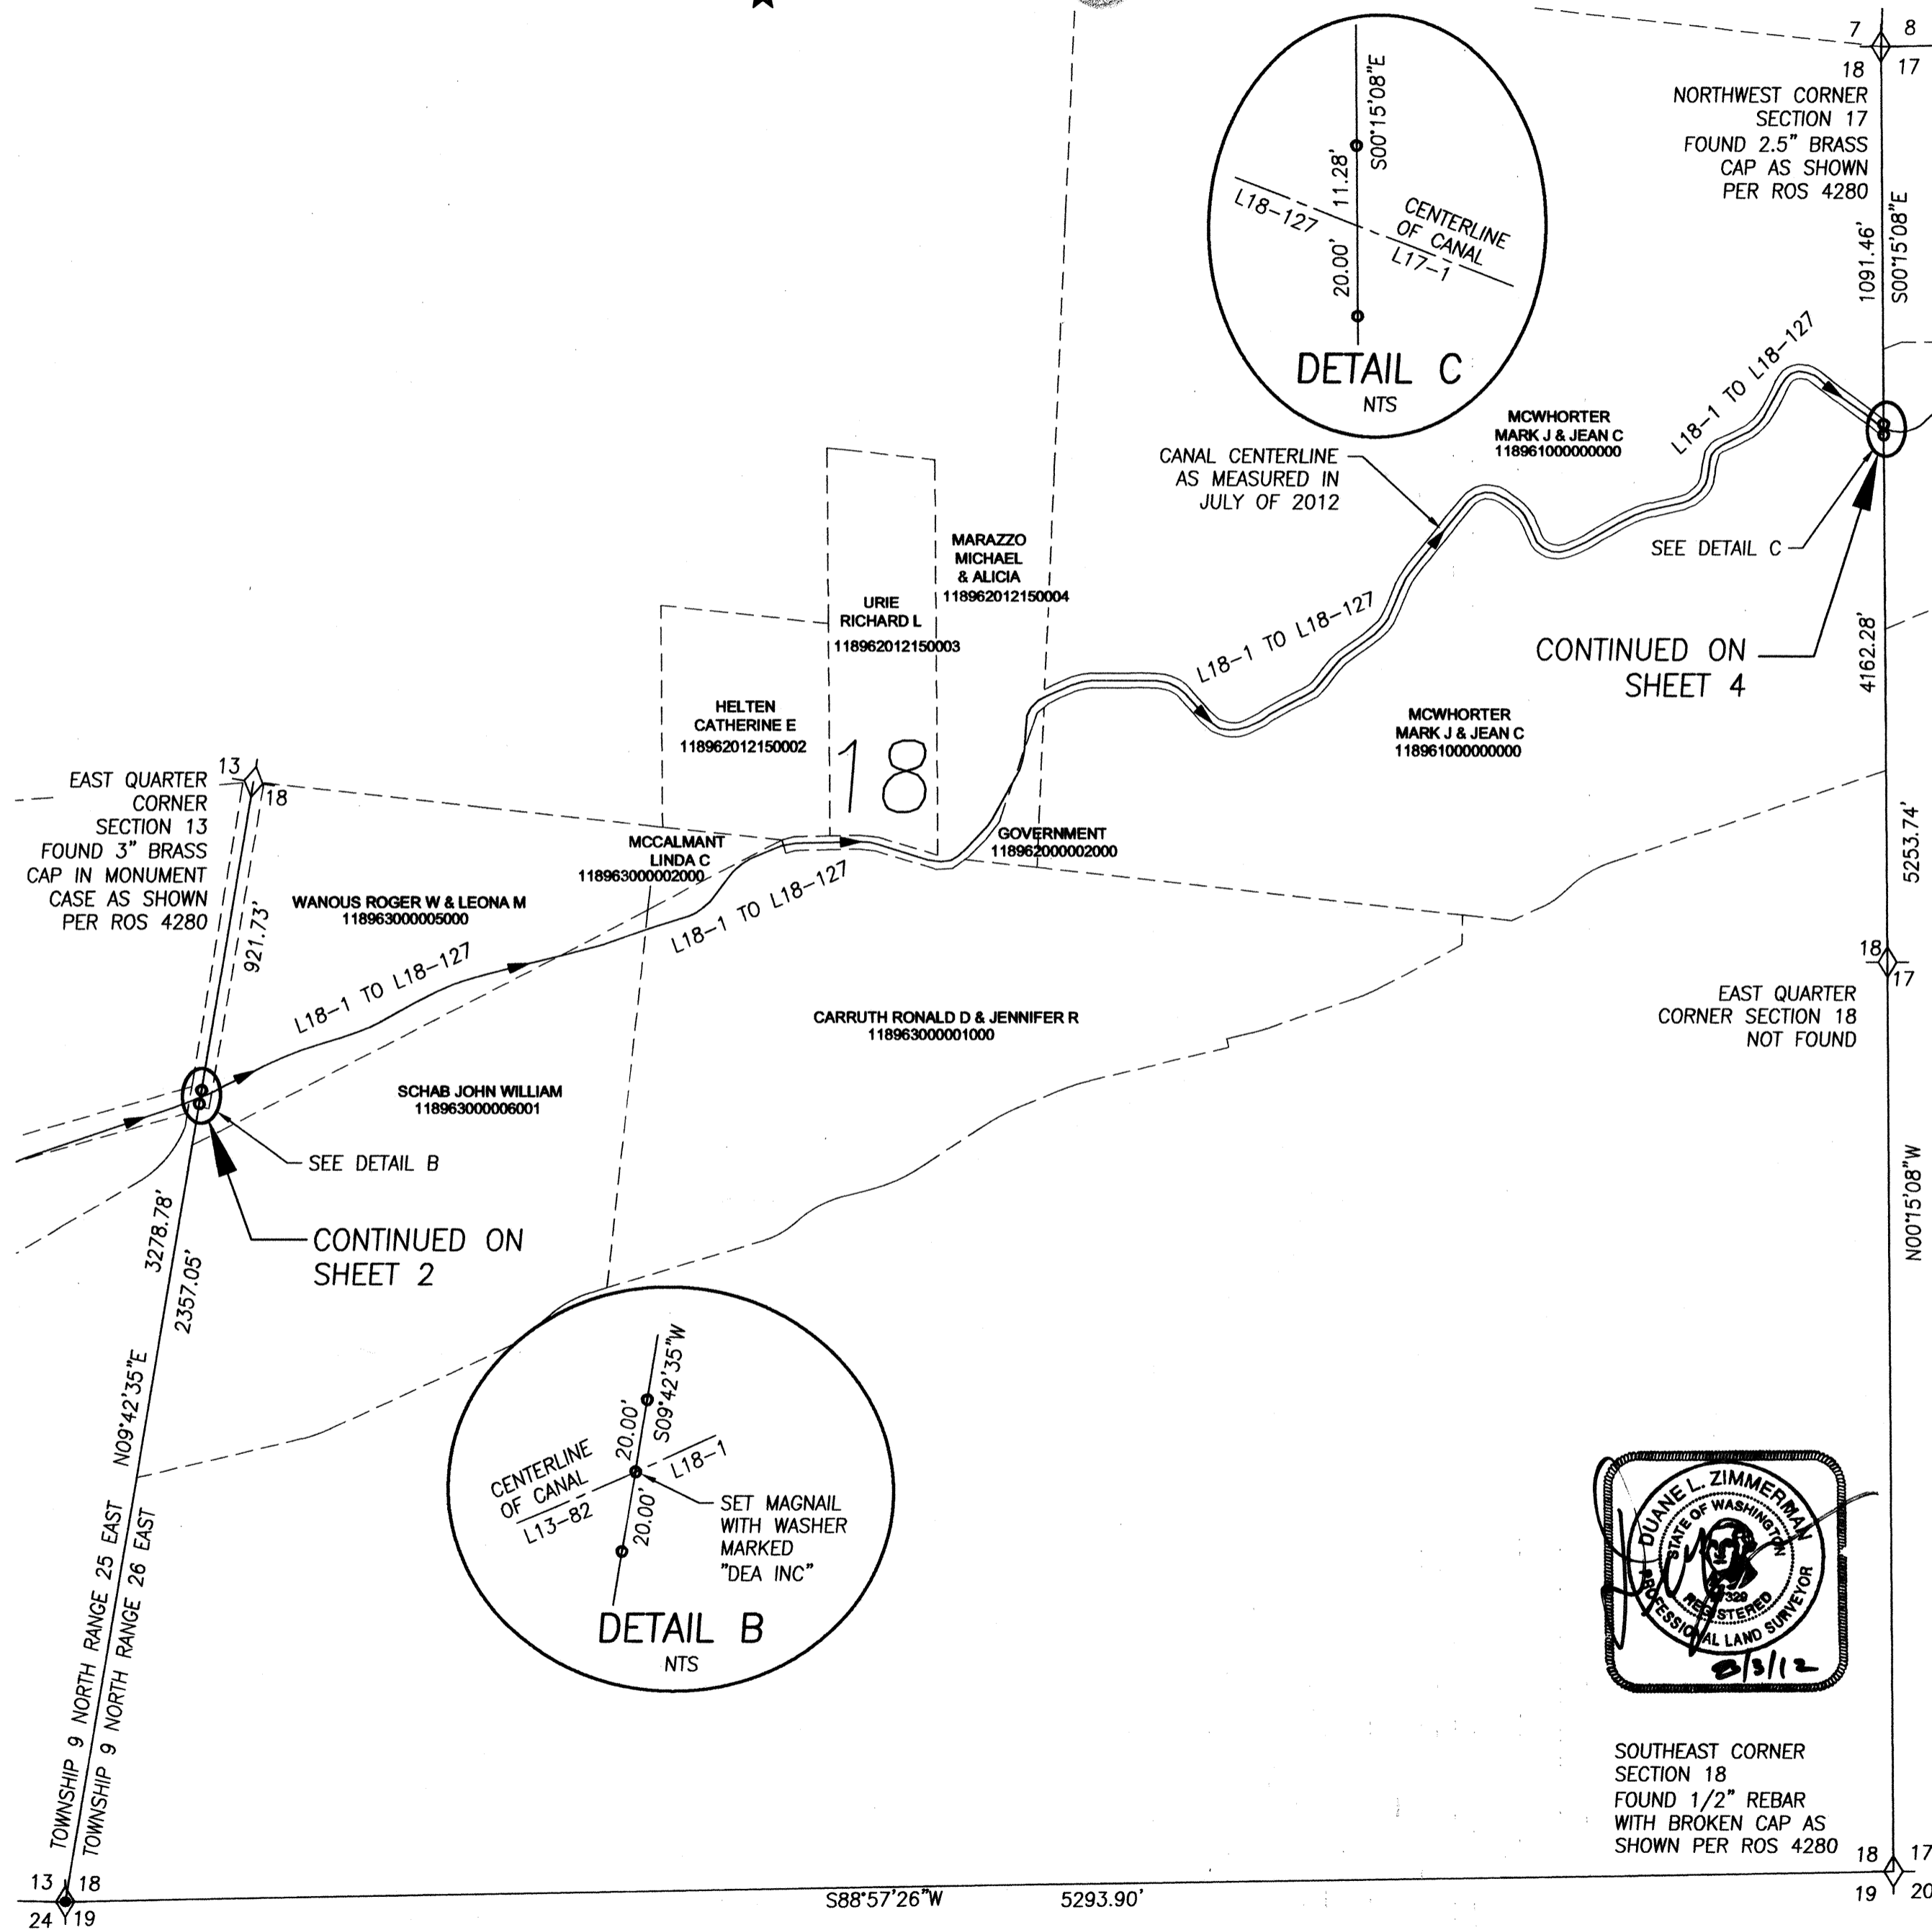 7 8
18 17
NORTHWEST CORNER
SECTION 17
FOUND 2.5" BRASS
CAP AS SHOWN
PER ROS 4280
1091.46'
S00°15'08"E
S00°15'08"E
11.28'
20.00'
L18-127
CENTERLINE
OF CANAL
L17-1
DETAIL C
NTS
L18-1 TO L18-127
MCWHORTER
MARK J & JEAN C
118961000000000
CANAL CENTERLINE
AS MEASURED IN
JULY OF 2012
SEE DETAIL C
CONTINUED ON
SHEET 4
4162.28'
MARAZZO
MICHAEL
& ALICIA
118962012150004
URIE
RICHARD L
118962012150003
L18-1 TO L18-127
HELTEN
CATHERINE E
118962012150002
18
MCWHORTER
MARK J & JEAN C
118961000000000
13
18
EAST QUARTER
CORNER
SECTION 13
FOUND 3" BRASS
CAP IN MONUMENT
CASE AS SHOWN
PER ROS 4280
921.73'
MCCALMANT
LINDA C
118963000002000
GOVERNMENT
118962000002000
5253.74'
WANOUS ROGER W & LEONA M
118963000005000
L18-1 TO L18-127
L18-1 TO L18-127
18
17
EAST QUARTER
CORNER SECTION 18
NOT FOUND
CARRUTH RONALD D & JENNIFER R
118963000001000
SCHAB JOHN WILLIAM
118963000006001
SEE DETAIL B
CONTINUED ON
SHEET 2
3278.78'
2357.05'
N00°15'08"W
N09°42'35"E
S09°42'35"W
20.00'
20.00'
CENTERLINE
OF CANAL
L13-82
L18-1
SET MAGNAIL
WITH WASHER
MARKED
"DEA INC"
DETAIL B
NTS
TOWNSHIP 9 NORTH RANGE 25 EAST
TOWNSHIP 9 NORTH RANGE 26 EAST
DUANE L. ZIMMERMAN
STATE OF WASHINGTON
REGISTERED
PROFESSIONAL LAND SURVEYOR
8/3/12
SOUTHEAST CORNER
SECTION 18
FOUND 1/2" REBAR
WITH BROKEN CAP AS
SHOWN PER ROS 4280
18 17
19 20
13 18
24 19
S88°57'26"W 5293.90'